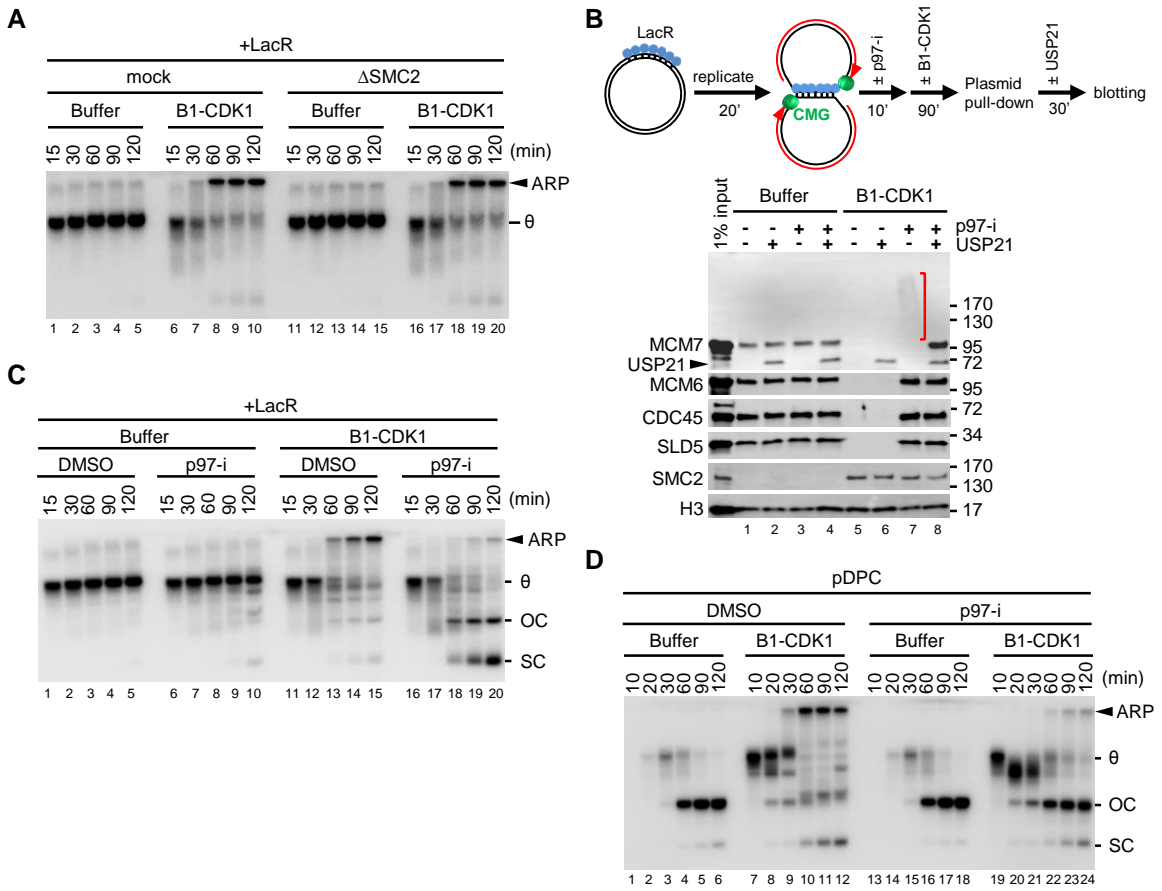 A
+LacR
mock
ΔSMC2
Buffer
B1-CDK1
Buffer
B1-CDK1
15 30 60 90 120 15 30 60 90 120 15 30 60 90 120 15 30 60 90 120 (min)
ARP
θ
1 2 3 4 5 6 7 8 9 10 11 12 13 14 15 16 17 18 19 20
B
LacR
replicate
20'
CMG
± p97-i
10'
± B1-CDK1
90'
Plasmid
pull-down
± USP21
30'
blotting
1% input
Buffer
B1-CDK1
- - + + - - + + p97-i
- + - + - + - + USP21
170
130
MCM7
95
USP21
72
MCM6
95
CDC45
72
SLD5
34
SMC2
170
130
H3
17
1 2 3 4 5 6 7 8
C
+LacR
Buffer
B1-CDK1
DMSO
p97-i
DMSO
p97-i
15 30 60 90 120 15 30 60 90 120 15 30 60 90 120 15 30 60 90 120 (min)
ARP
θ
OC
SC
1 2 3 4 5 6 7 8 9 10 11 12 13 14 15 16 17 18 19 20
D
pDPC
DMSO
p97-i
Buffer
B1-CDK1
Buffer
B1-CDK1
10 20 30 60 90 120 10 20 30 60 90 120 10 20 30 60 90 120 10 20 30 60 90 120 (min)
ARP
θ
OC
SC
1 2 3 4 5 6 7 8 9 10 11 12 13 14 15 16 17 18 19 20 21 22 23 24